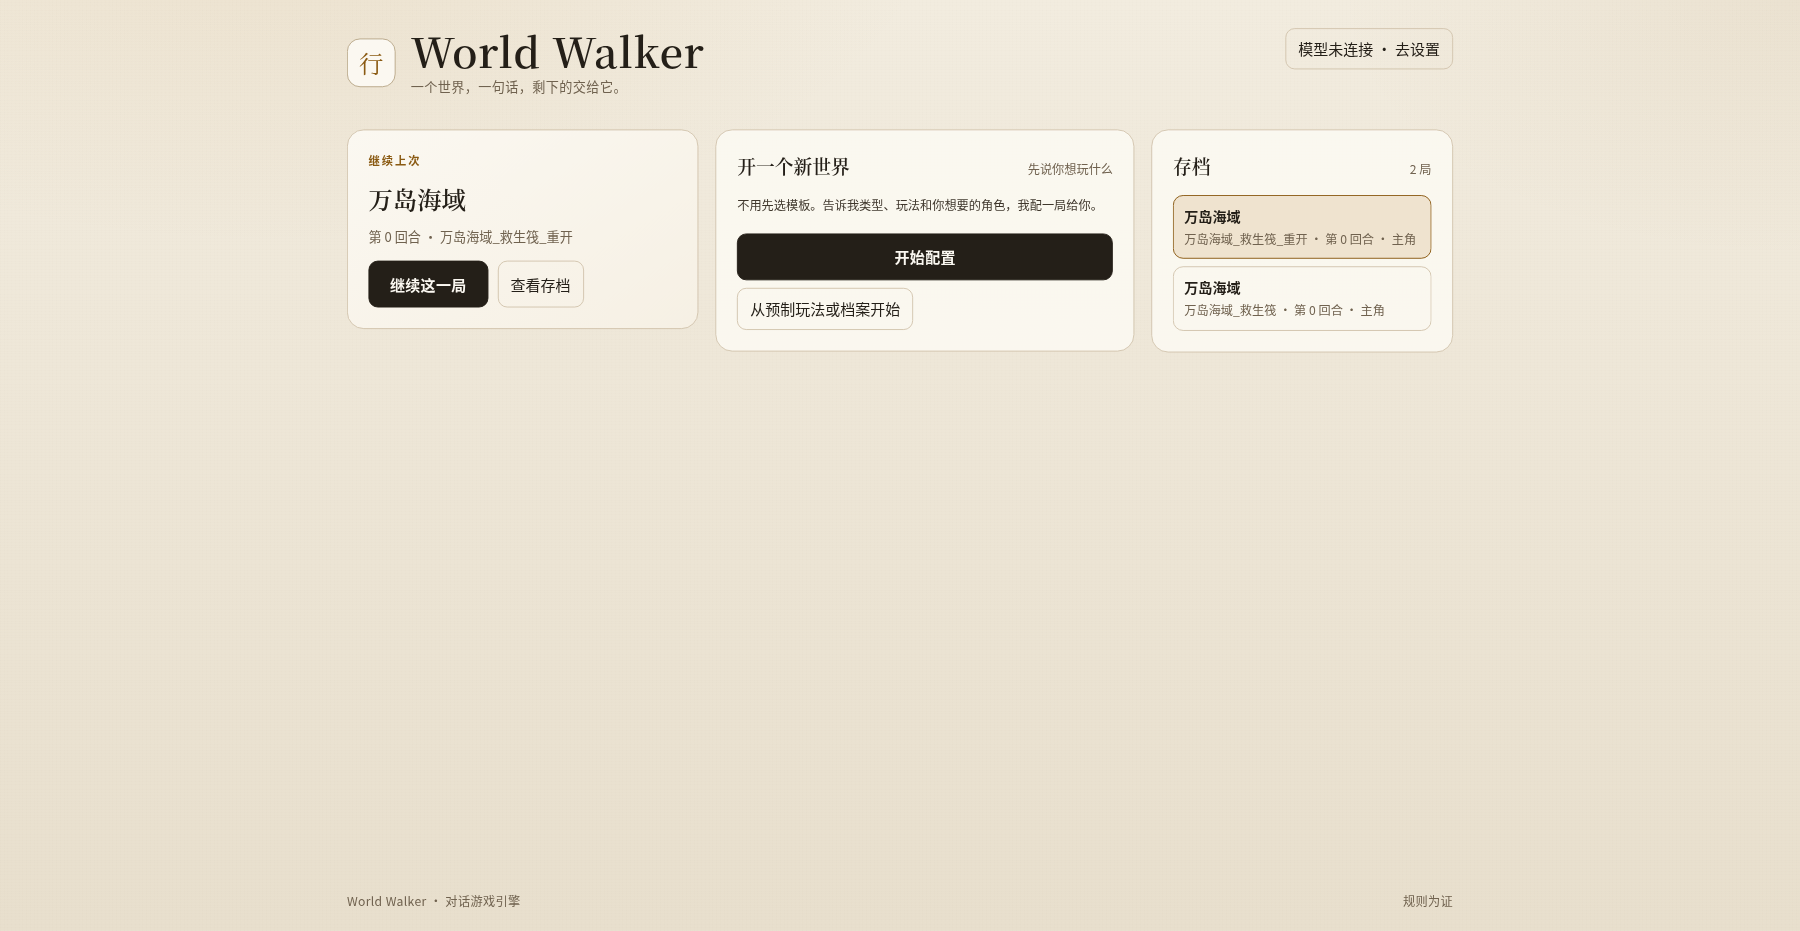 行
World Walker
一个世界，一句话，剩下的交给它。
模型未连接 · 去设置
继续上次
万岛海域
第 0 回合 · 万岛海域_救生筏_重开
继续这一局
查看存档
开一个新世界
先说你想玩什么
不用先选模板。告诉我类型、玩法和你想要的角色，我配一局给你。
开始配置
从预制玩法或档案开始
存档
2 局
万岛海域
万岛海域_救生筏_重开 · 第 0 回合 · 主角
万岛海域
万岛海域_救生筏 · 第 0 回合 · 主角
World Walker · 对话游戏引擎
规则为证